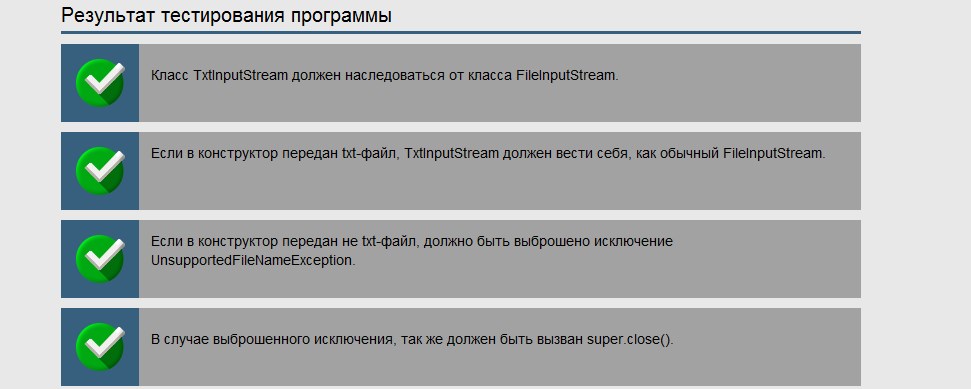 Результат тестирования программы
Класс TxtInputStream должен наследоваться от класса FileInputStream.
Если в конструктор передан txt-файл, TxtInputStream должен вести себя, как обычный FileInputStream.
Если в конструктор передан не txt-файл, должно быть выброшено исключение
UnsupportedFileNameException.
В случае выброшенного исключения, так же должен быть вызван super.close().